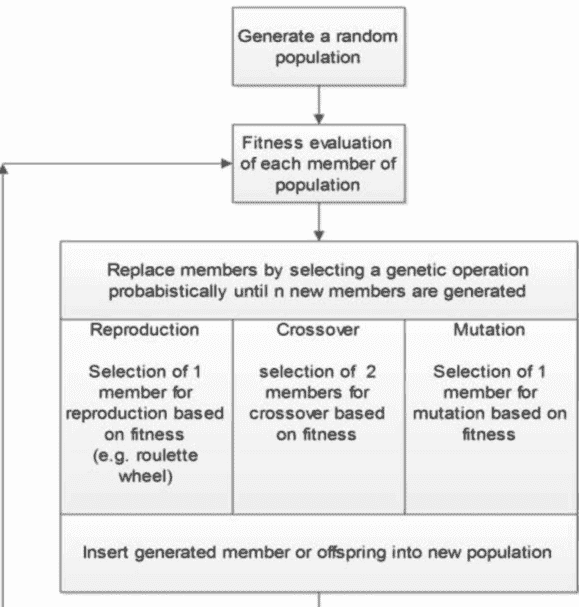 Generate a random
population
Fitness evaluation
of each member of
population
Replace members by selecting a genetic operation
probabistically until n new members are generated
Reproduction
Selection of 1
member for
reproduction based
on fitness
(e.g. roulette
wheel)
Crossover
selection of 2
members for
crossover based
on fitness
Mutation
Selection of 1
member for
mutation based on
fitness
Insert generated member or offspring into new population